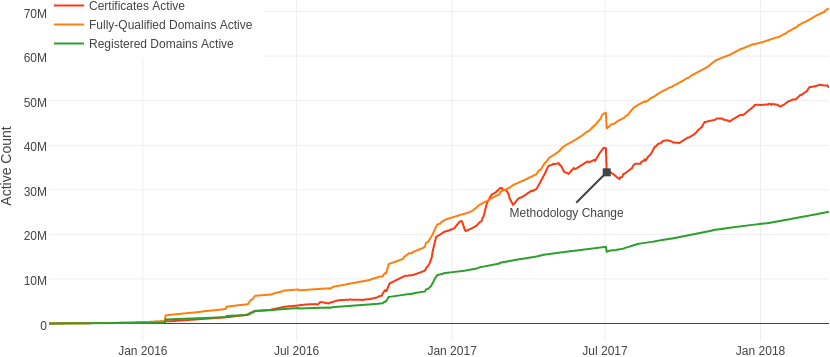 Certificates Active
Fully-Qualified Domains Active
Registered Domains Active
70M
60M
50M
40M
30M
20M
10M
0
Active Count
Methodology Change
Jan 2016
Jul 2016
Jan 2017
Jul 2017
Jan 2018